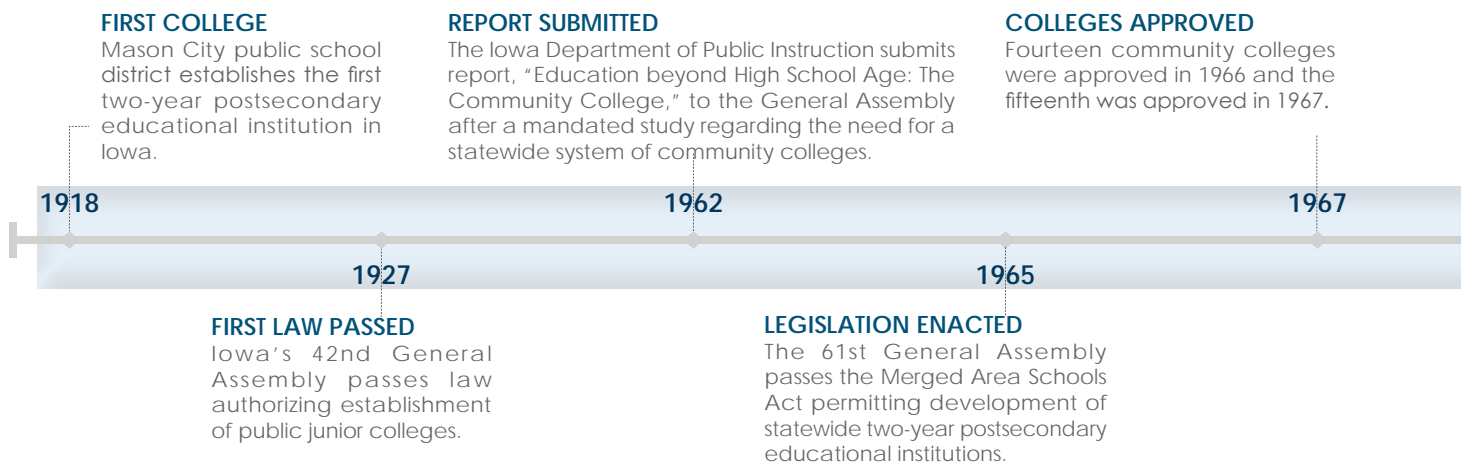 FIRST COLLEGE
Mason City public school
district establishes the first
two-year postsecondary
educational institution in
Iowa.
REPORT SUBMITTED
The Iowa Department of Public Instruction submits
report, “Education beyond High School Age: The
Community College,” to the General Assembly
after a mandated study regarding the need for a
statewide system of community colleges.
COLLEGES APPROVED
Fourteen community colleges
were approved in 1966 and the
fifteenth was approved in 1967.
1918
1962
1967
1927
1965
FIRST LAW PASSED
Iowa's 42nd General
Assembly passes law
authorizing establishment
of public junior colleges.
LEGISLATION ENACTED
The 61st General Assembly
passes the Merged Area Schools
Act permitting development of
statewide two-year postsecondary
educational institutions.